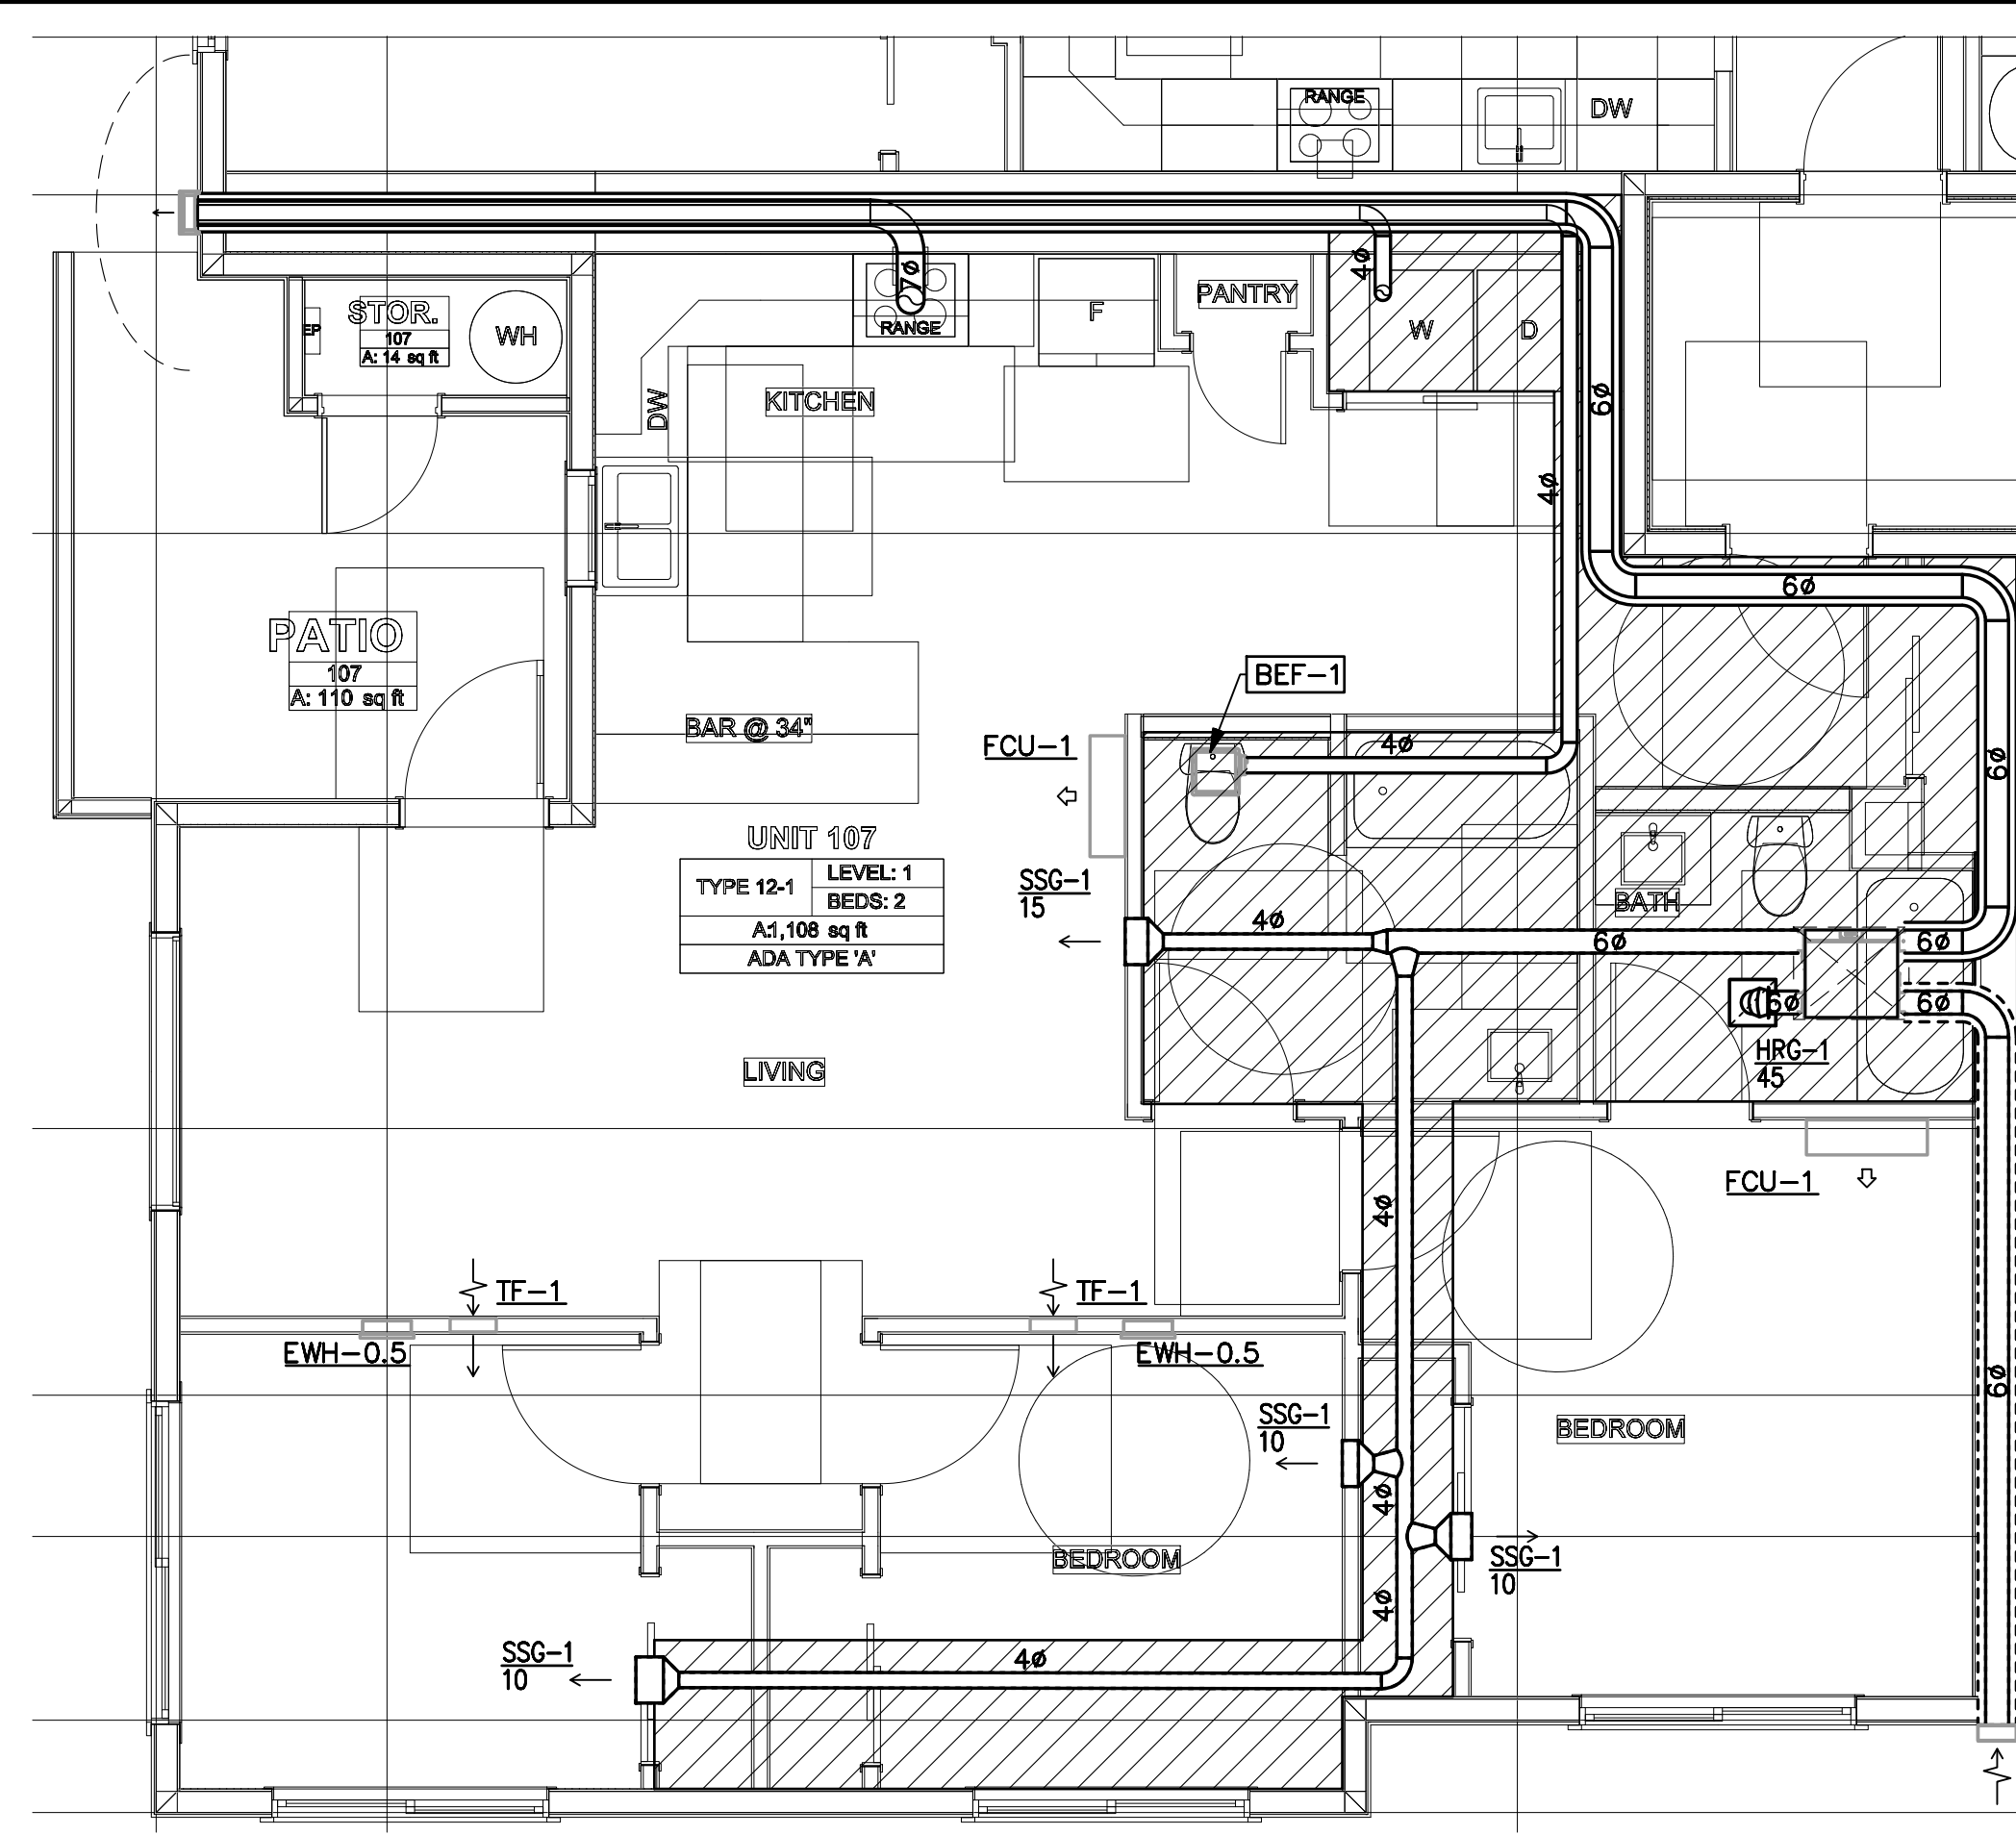 RANGE
DW
7ø
4ø
PANTRY
STOR.
107
A: 14 sq ft
EP
WH
RANGE
F
W
D
KITCHEN
DW
6ø
4ø
6ø
PATIO
107
A: 110 sq ft
BEF-1
BAR @ 34"
FCU-1
4ø
6ø
UNIT 107
TYPE 12-1
LEVEL: 1
BEDS: 2
A:1,108 sq ft
ADA TYPE 'A'
SSG-1
15
BATH
4ø
6ø
6ø
6ø
6ø
HRG-1
45
LIVING
FCU-1
4ø
TF-1
TF-1
EWH-0.5
EWH-0.5
6ø
SSG-1
10
BEDROOM
4ø
BEDROOM
SSG-1
10
4ø
SSG-1
10
4ø